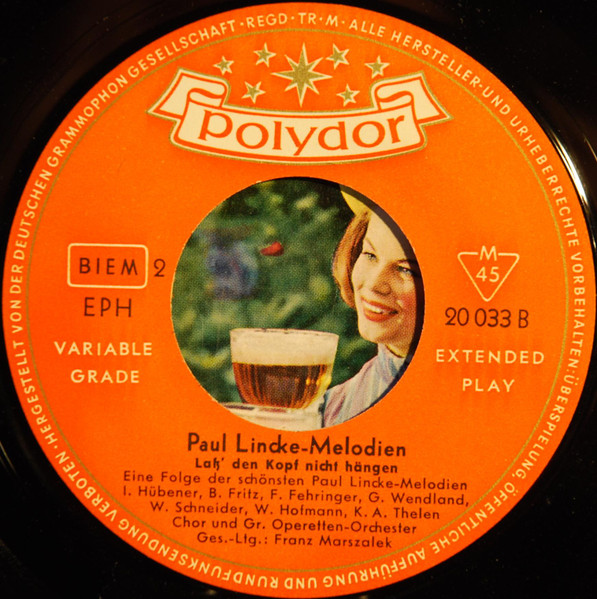 HERGESTELLT VON DER DEUTSCHEN GRAMMOPHON GESELLSCHAFT · REGD · TR · M · ALLE HERSTELLER- UND URHEBERRECHTE VORBEHALTEN: ÜBERSPIELUNG, ÖFFENTLICHE AUFFÜHRUNG UND RUNDFUNKSENDUNG VERBOTEN ·
Polydor
BIEM 2
EPH
VARIABLE
GRADE
M
45
20 033 B
EXTENDED
PLAY
Paul Lincke-Melodien
Laß' den Kopf nicht hängen
Eine Folge der schönsten Paul Lincke-Melodien
I. Hübener, B. Fritz, F. Fehringer, G. Wendland,
W. Schneider, W. Hofmann, K. A. Thelen
Chor und Gr. Operetten-Orchester
Ges.-Ltg.: Franz Marszalek